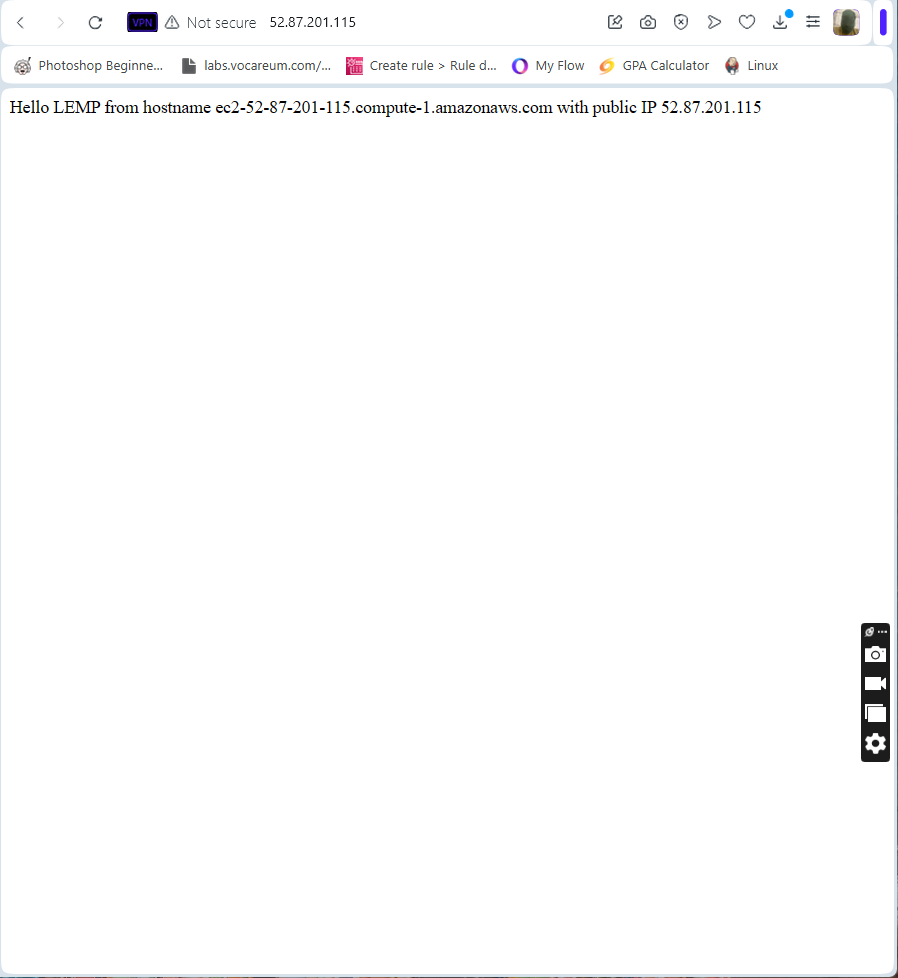 VPN Not secure 52.87.201.115
Photoshop Beginne... labs.vocareum.com/... Create rule > Rule d... My Flow GPA Calculator Linux
Hello LEMP from hostname ec2-52-87-201-115.compute-1.amazonaws.com with public IP 52.87.201.115